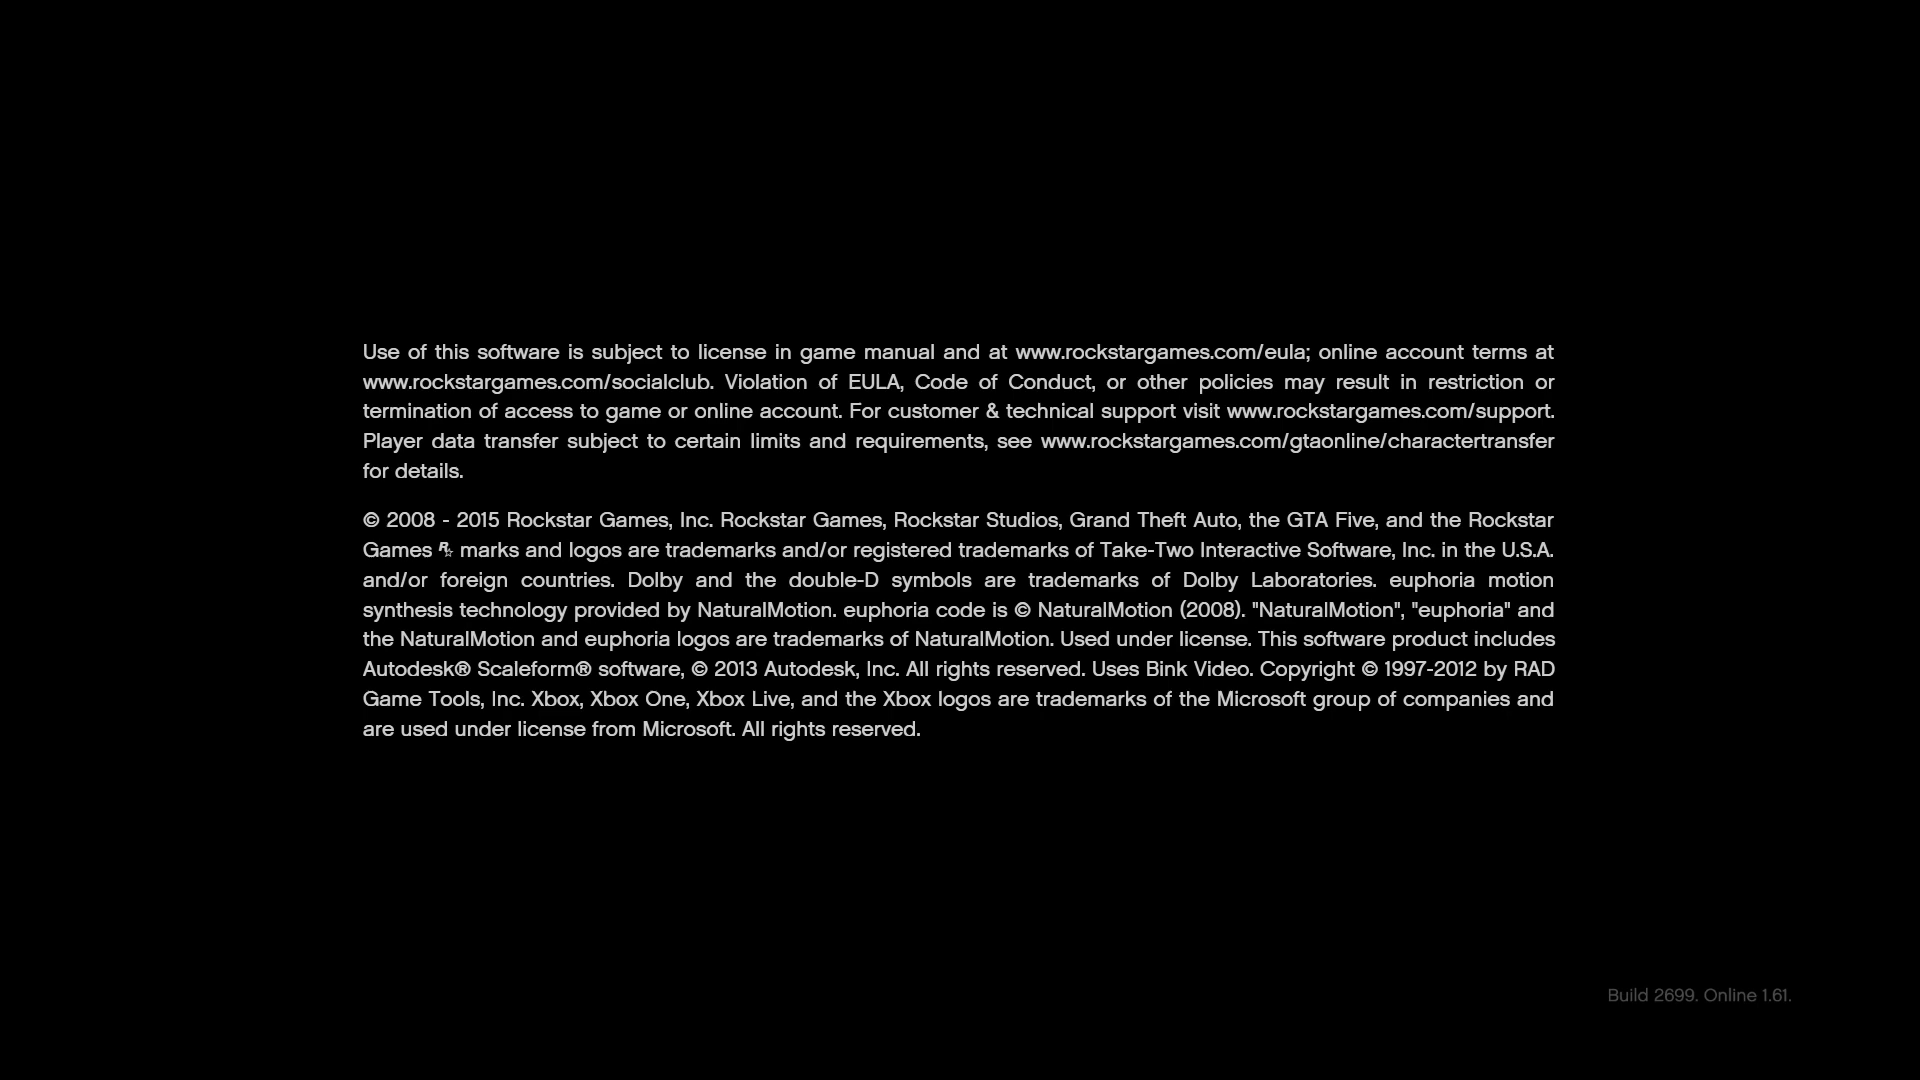 Use of this software is subject to license in game manual and at www.rockstargames.com/eula; online account terms at
www.rockstargames.com/socialclub. Violation of EULA, Code of Conduct, or other policies may result in restriction or
termination of access to game or online account. For customer & technical support visit www.rockstargames.com/support.
Player data transfer subject to certain limits and requirements, see www.rockstargames.com/gtaonline/charactertransfer
for details.
© 2008 - 2015 Rockstar Games, Inc. Rockstar Games, Rockstar Studios, Grand Theft Auto, the GTA Five, and the Rockstar
Games R* marks and logos are trademarks and/or registered trademarks of Take-Two Interactive Software, Inc. in the U.S.A.
and/or foreign countries. Dolby and the double-D symbols are trademarks of Dolby Laboratories. euphoria motion
synthesis technology provided by NaturalMotion. euphoria code is © NaturalMotion (2008). "NaturalMotion", "euphoria" and
the NaturalMotion and euphoria logos are trademarks of NaturalMotion. Used under license. This software product includes
Autodesk® Scaleform® software, © 2013 Autodesk, Inc. All rights reserved. Uses Bink Video. Copyright © 1997-2012 by RAD
Game Tools, Inc. Xbox, Xbox One, Xbox Live, and the Xbox logos are trademarks of the Microsoft group of companies and
are used under license from Microsoft. All rights reserved.
Build 2699. Online 1.61.